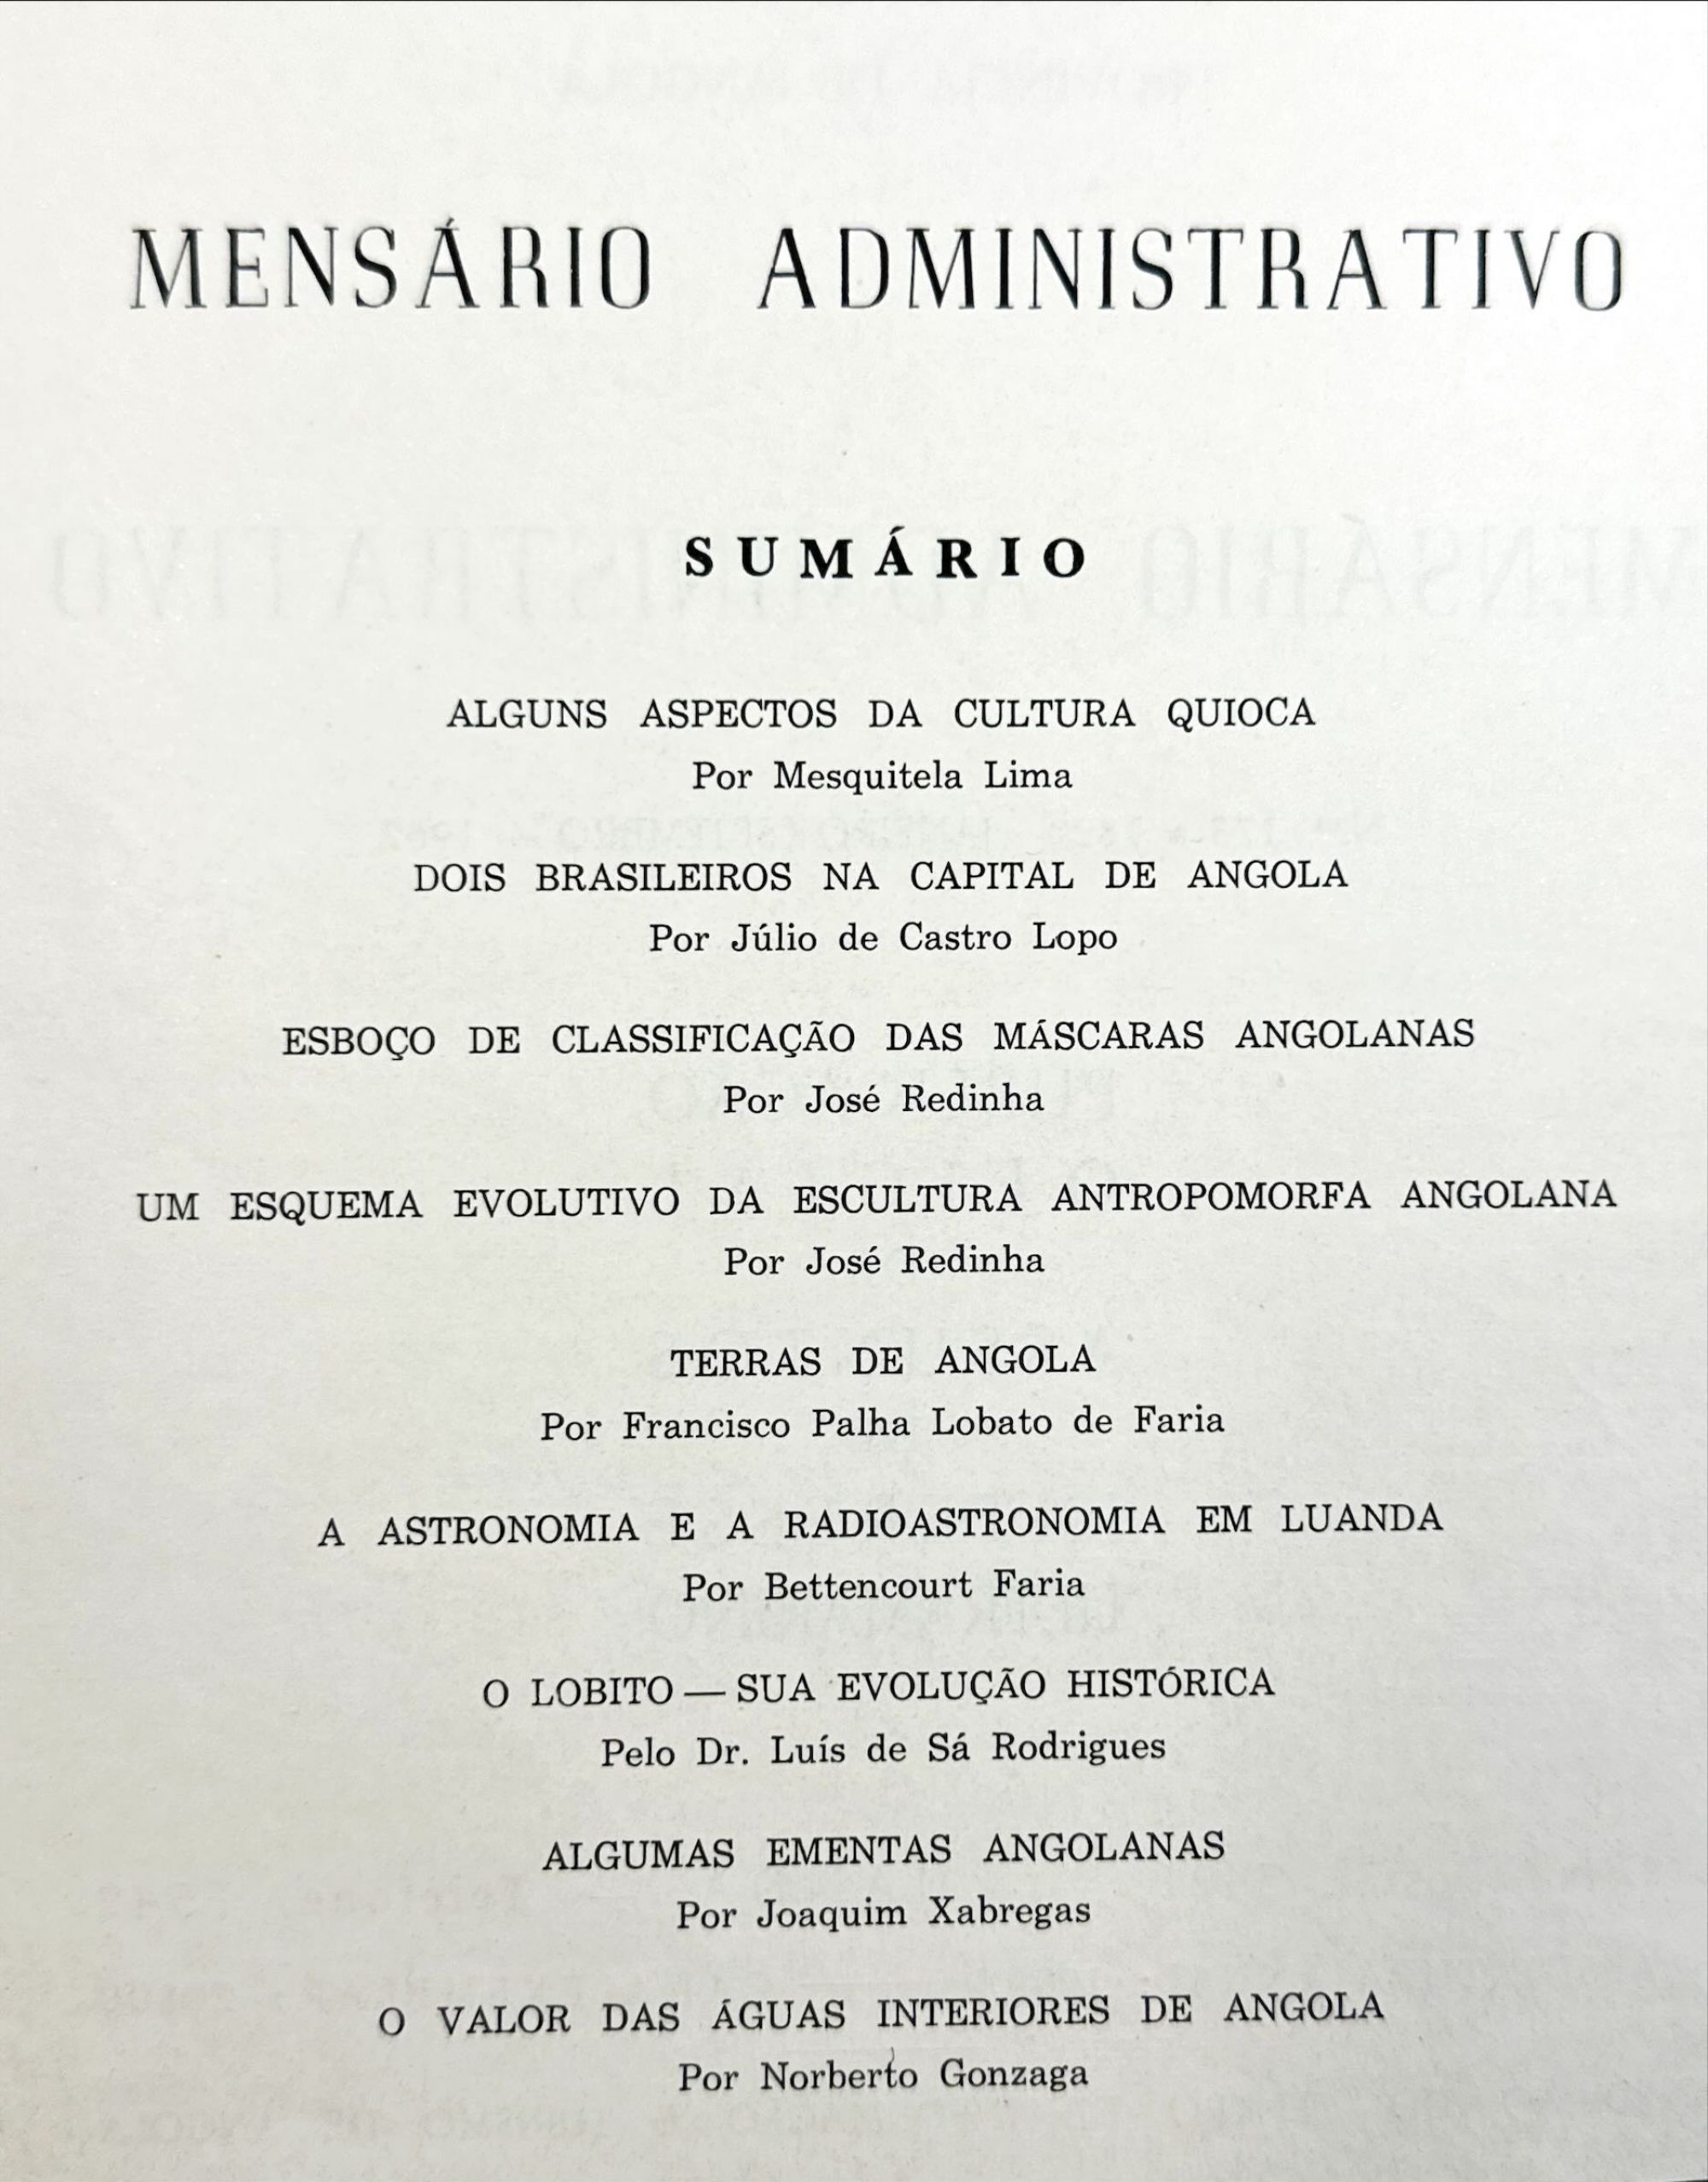 MENSÁRIO ADMINISTRATIVO
SUMÁRIO
ALGUNS ASPECTOS DA CULTURA QUIOCA
Por Mesquitela Lima
DOIS BRASILEIROS NA CAPITAL DE ANGOLA
Por Júlio de Castro Lopo
ESBOÇO DE CLASSIFICAÇÃO DAS MÁSCARAS ANGOLANAS
Por José Redinha
UM ESQUEMA EVOLUTIVO DA ESCULTURA ANTROPOMORFA ANGOLANA
Por José Redinha
TERRAS DE ANGOLA
Por Francisco Palha Lobato de Faria
A ASTRONOMIA E A RADIOASTRONOMIA EM LUANDA
Por Bettencourt Faria
O LOBITO — SUA EVOLUÇÃO HISTÓRICA
Pelo Dr. Luís de Sá Rodrigues
ALGUMAS EMENTAS ANGOLANAS
Por Joaquim Xabregas
O VALOR DAS ÁGUAS INTERIORES DE ANGOLA
Por Norberto Gonzaga